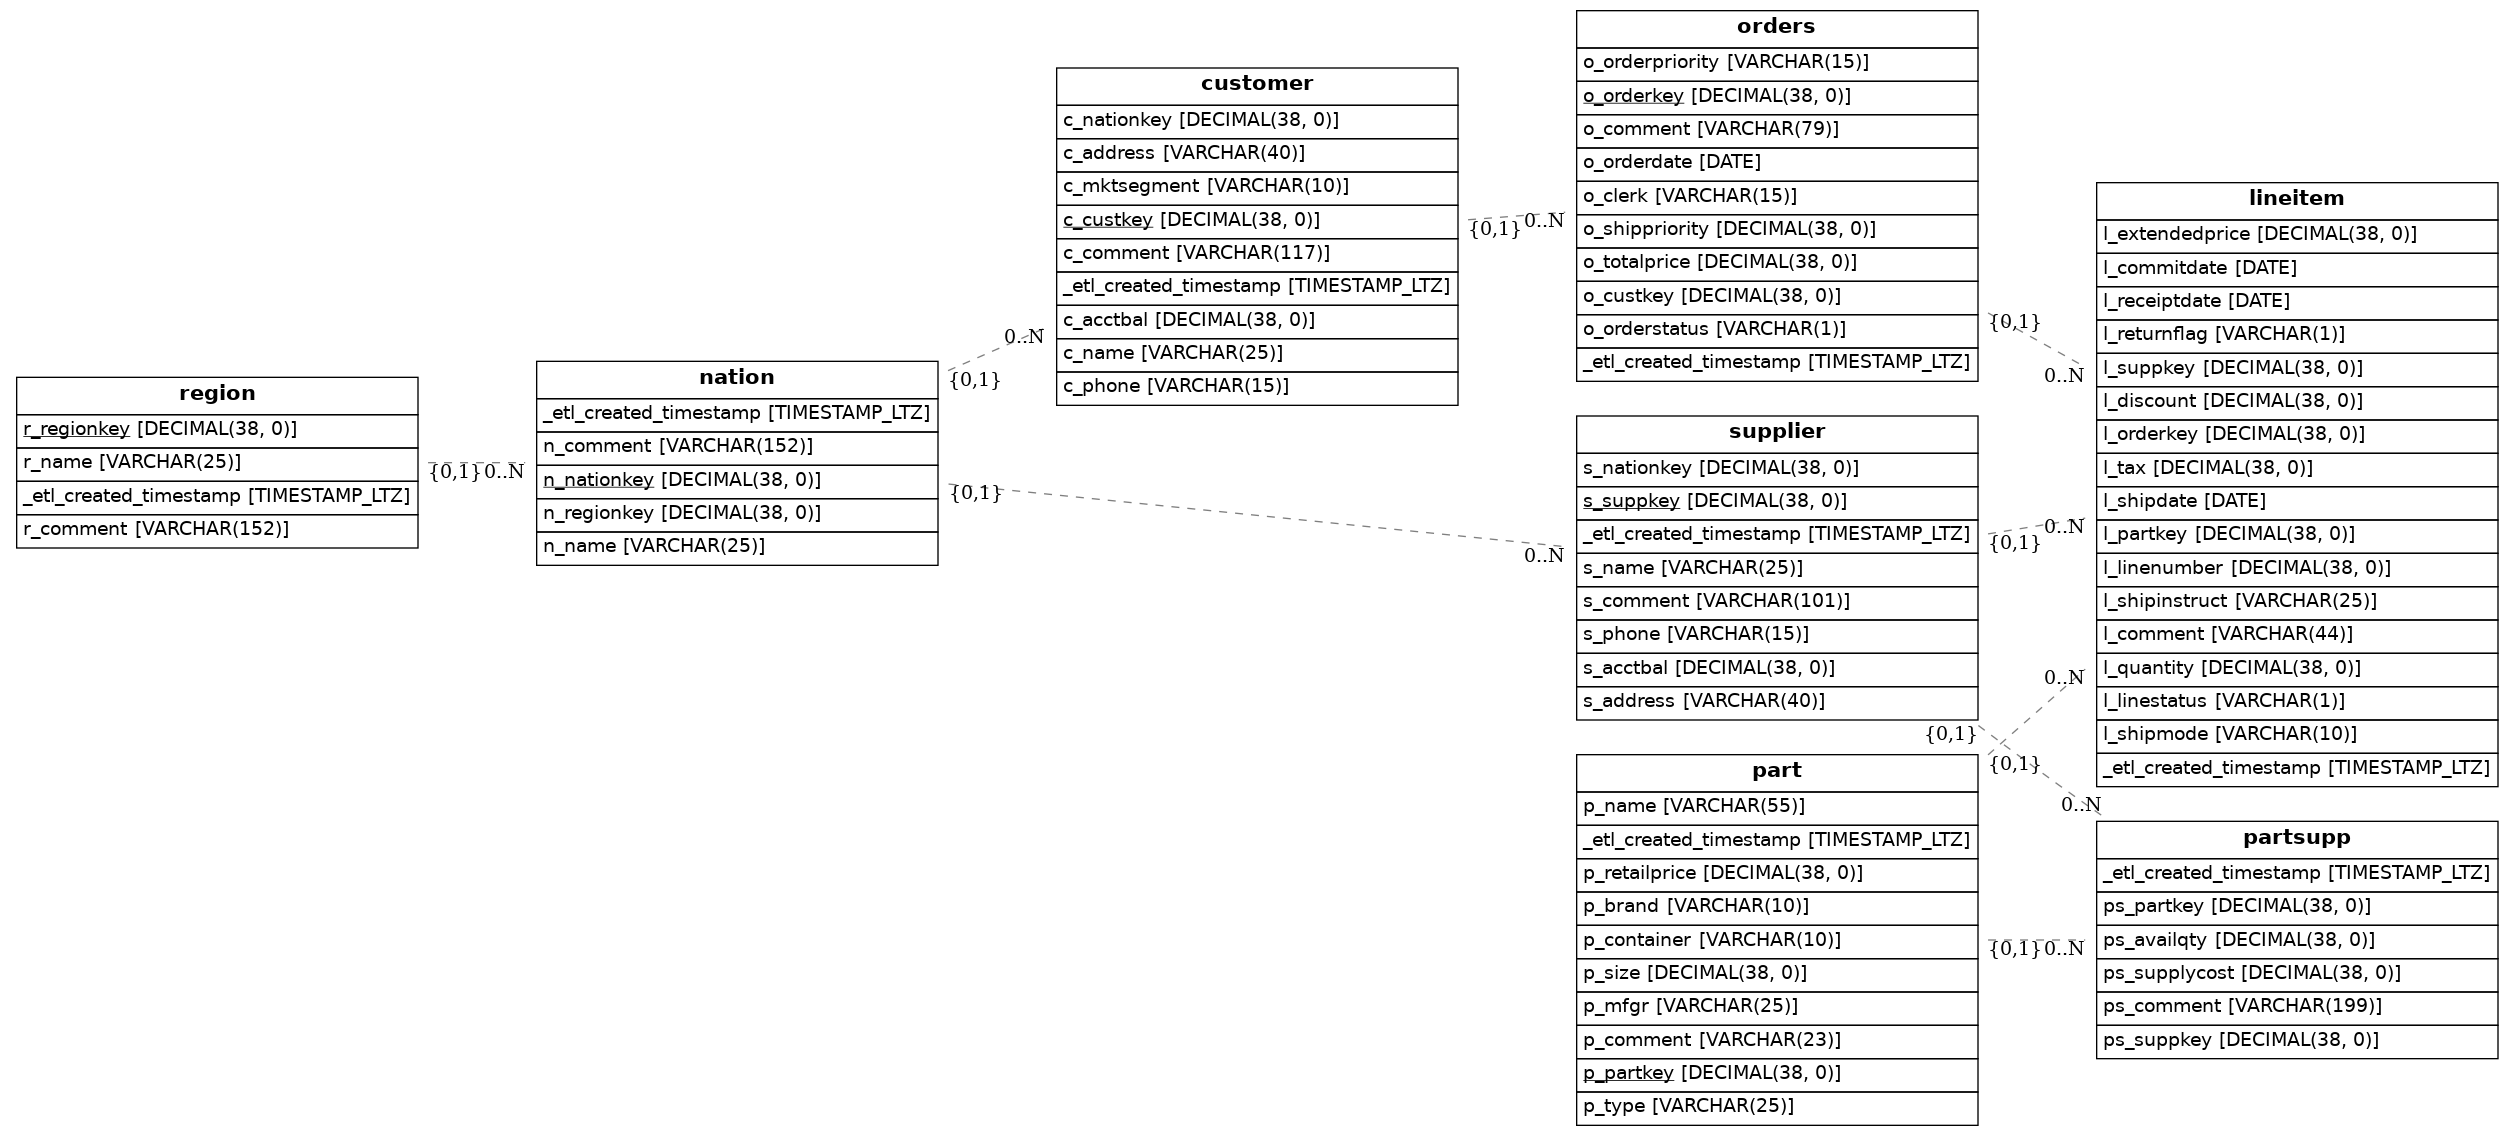 region
r_regionkey [DECIMAL(38, 0)]
r_name [VARCHAR(25)]
_etl_created_timestamp [TIMESTAMP_LTZ]
r_comment [VARCHAR(152)]
{0,1}
0..N
nation
_etl_created_timestamp [TIMESTAMP_LTZ]
n_comment [VARCHAR(152)]
n_nationkey [DECIMAL(38, 0)]
n_regionkey [DECIMAL(38, 0)]
n_name [VARCHAR(25)]
{0,1}
0..N
{0,1}
0..N
customer
c_nationkey [DECIMAL(38, 0)]
c_address [VARCHAR(40)]
c_mktsegment [VARCHAR(10)]
c_custkey [DECIMAL(38, 0)]
c_comment [VARCHAR(117)]
_etl_created_timestamp [TIMESTAMP_LTZ]
c_acctbal [DECIMAL(38, 0)]
c_name [VARCHAR(25)]
c_phone [VARCHAR(15)]
{0,1}
0..N
orders
o_orderpriority [VARCHAR(15)]
o_orderkey [DECIMAL(38, 0)]
o_comment [VARCHAR(79)]
o_orderdate [DATE]
o_clerk [VARCHAR(15)]
o_shippriority [DECIMAL(38, 0)]
o_totalprice [DECIMAL(38, 0)]
o_custkey [DECIMAL(38, 0)]
o_orderstatus [VARCHAR(1)]
_etl_created_timestamp [TIMESTAMP_LTZ]
{0,1}
0..N
supplier
s_nationkey [DECIMAL(38, 0)]
s_suppkey [DECIMAL(38, 0)]
_etl_created_timestamp [TIMESTAMP_LTZ]
s_name [VARCHAR(25)]
s_comment [VARCHAR(101)]
s_phone [VARCHAR(15)]
s_acctbal [DECIMAL(38, 0)]
s_address [VARCHAR(40)]
{0,1}
0..N
{0,1}
0..N
part
p_name [VARCHAR(55)]
_etl_created_timestamp [TIMESTAMP_LTZ]
p_retailprice [DECIMAL(38, 0)]
p_brand [VARCHAR(10)]
p_container [VARCHAR(10)]
p_size [DECIMAL(38, 0)]
p_mfgr [VARCHAR(25)]
p_comment [VARCHAR(23)]
p_partkey [DECIMAL(38, 0)]
p_type [VARCHAR(25)]
{0,1}
0..N
{0,1}
0..N
lineitem
l_extendedprice [DECIMAL(38, 0)]
l_commitdate [DATE]
l_receiptdate [DATE]
l_returnflag [VARCHAR(1)]
l_suppkey [DECIMAL(38, 0)]
l_discount [DECIMAL(38, 0)]
l_orderkey [DECIMAL(38, 0)]
l_tax [DECIMAL(38, 0)]
l_shipdate [DATE]
l_partkey [DECIMAL(38, 0)]
l_linenumber [DECIMAL(38, 0)]
l_shipinstruct [VARCHAR(25)]
l_comment [VARCHAR(44)]
l_quantity [DECIMAL(38, 0)]
l_linestatus [VARCHAR(1)]
l_shipmode [VARCHAR(10)]
_etl_created_timestamp [TIMESTAMP_LTZ]
partsupp
_etl_created_timestamp [TIMESTAMP_LTZ]
ps_partkey [DECIMAL(38, 0)]
ps_availqty [DECIMAL(38, 0)]
ps_supplycost [DECIMAL(38, 0)]
ps_comment [VARCHAR(199)]
ps_suppkey [DECIMAL(38, 0)]